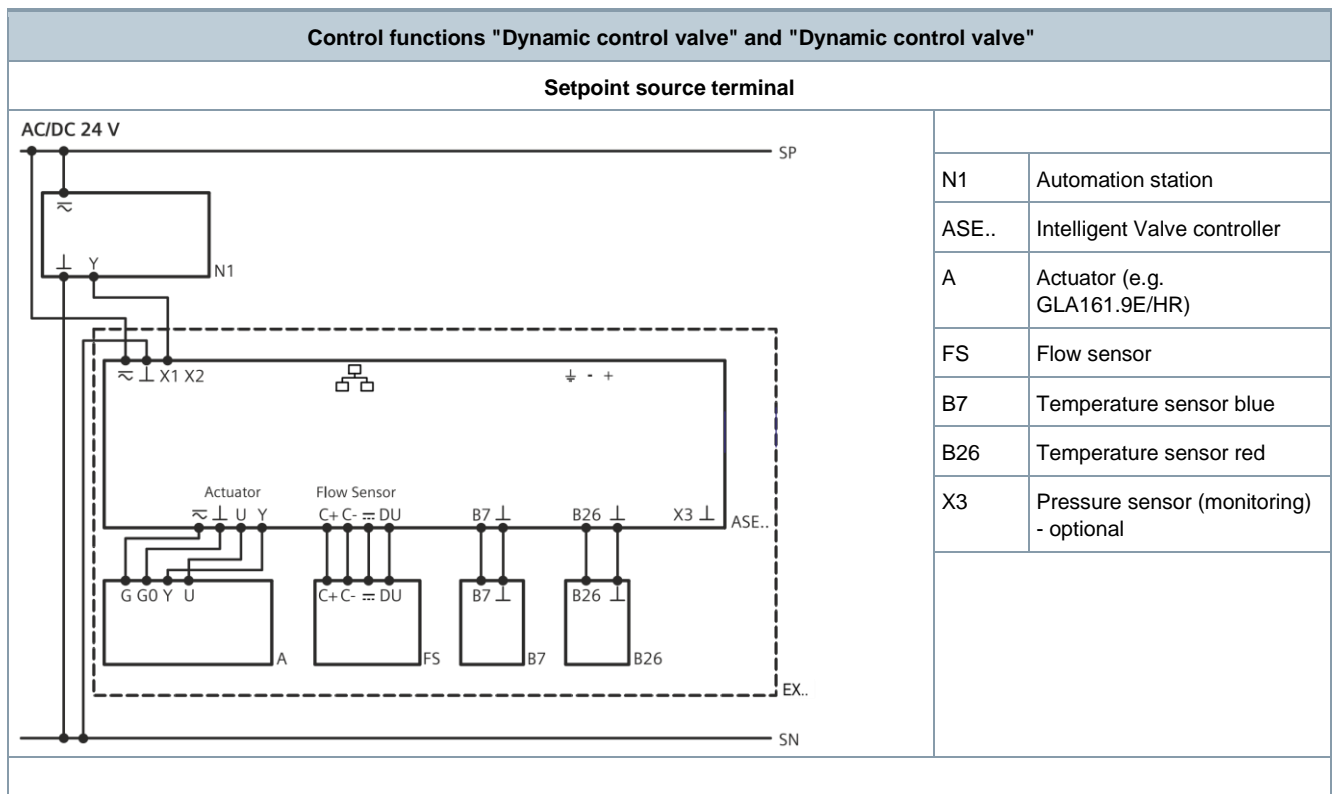 Control functions "Dynamic control valve" and "Dynamic control valve"
Setpoint source terminal
AC/DC 24 V
SP
⊥ Y
N1
⊥ X1 X2
- +
Actuator
Flow Sensor
⊥ U Y
C+ C- DU
B7 ⊥
B26 ⊥
X3 ⊥
ASE..
G G0 Y U
C+ C- DU
B7 ⊥
B26 ⊥
A
FS
B7
B26
EX..
SN
N1 Automation station
ASE.. Intelligent Valve controller
A Actuator (e.g.
GLA161.9E/HR)
FS Flow sensor
B7 Temperature sensor blue
B26 Temperature sensor red
X3 Pressure sensor (monitoring)
- optional